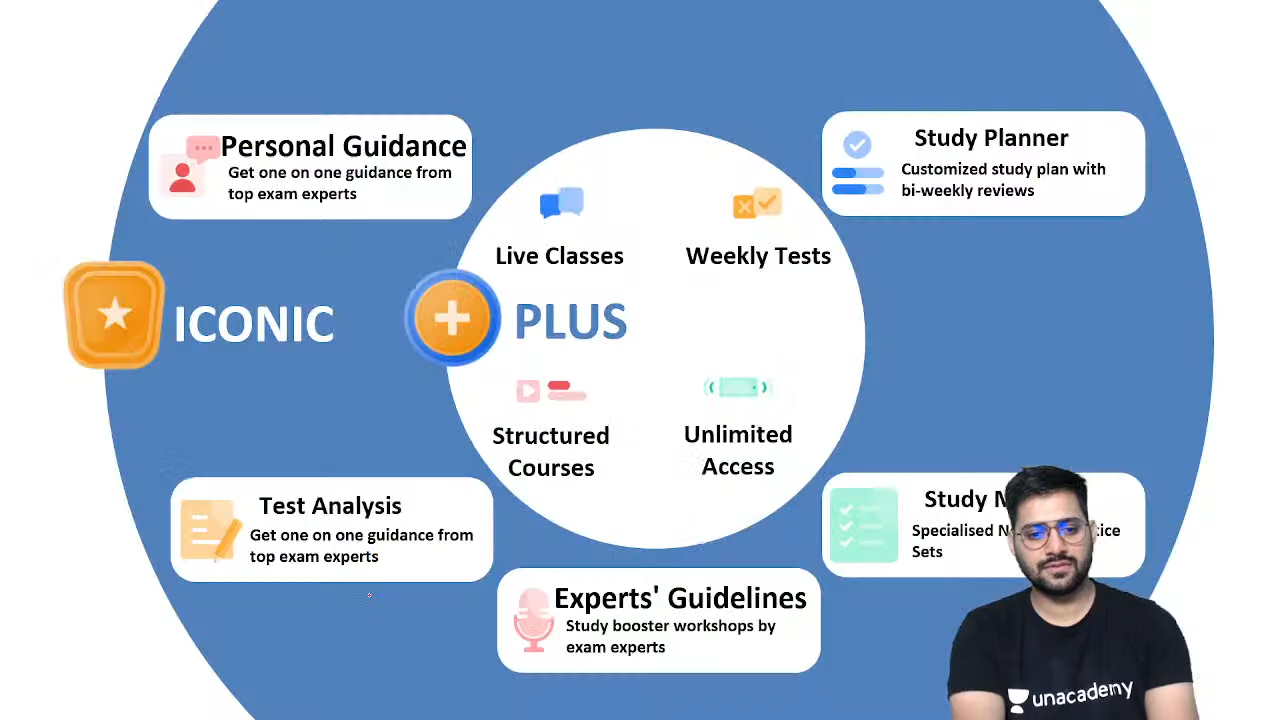 Personal Guidance
Get one on one guidance from
top exam experts
Study Planner
Customized study plan with
bi-weekly reviews
Live Classes
Weekly Tests
ICONIC
PLUS
Structured
Courses
Unlimited
Access
Test Analysis
Get one on one guidance from
top exam experts
Study
Specialised
Sets
Experts' Guidelines
Study booster workshops by
exam experts
unacademy